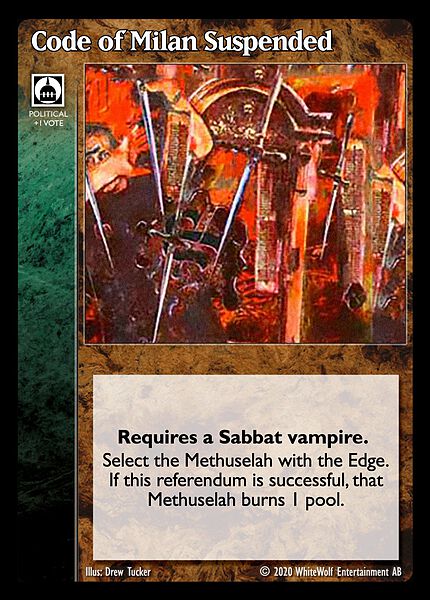 Code of Milan Suspended
POLITICAL
+1 VOTE
Requires a Sabbat vampire.
Select the Methuselah with the Edge.
If this referendum is successful, that
Methuselah burns 1 pool.
Illus: Drew Tucker
© 2020 WhiteWolf Entertainment AB